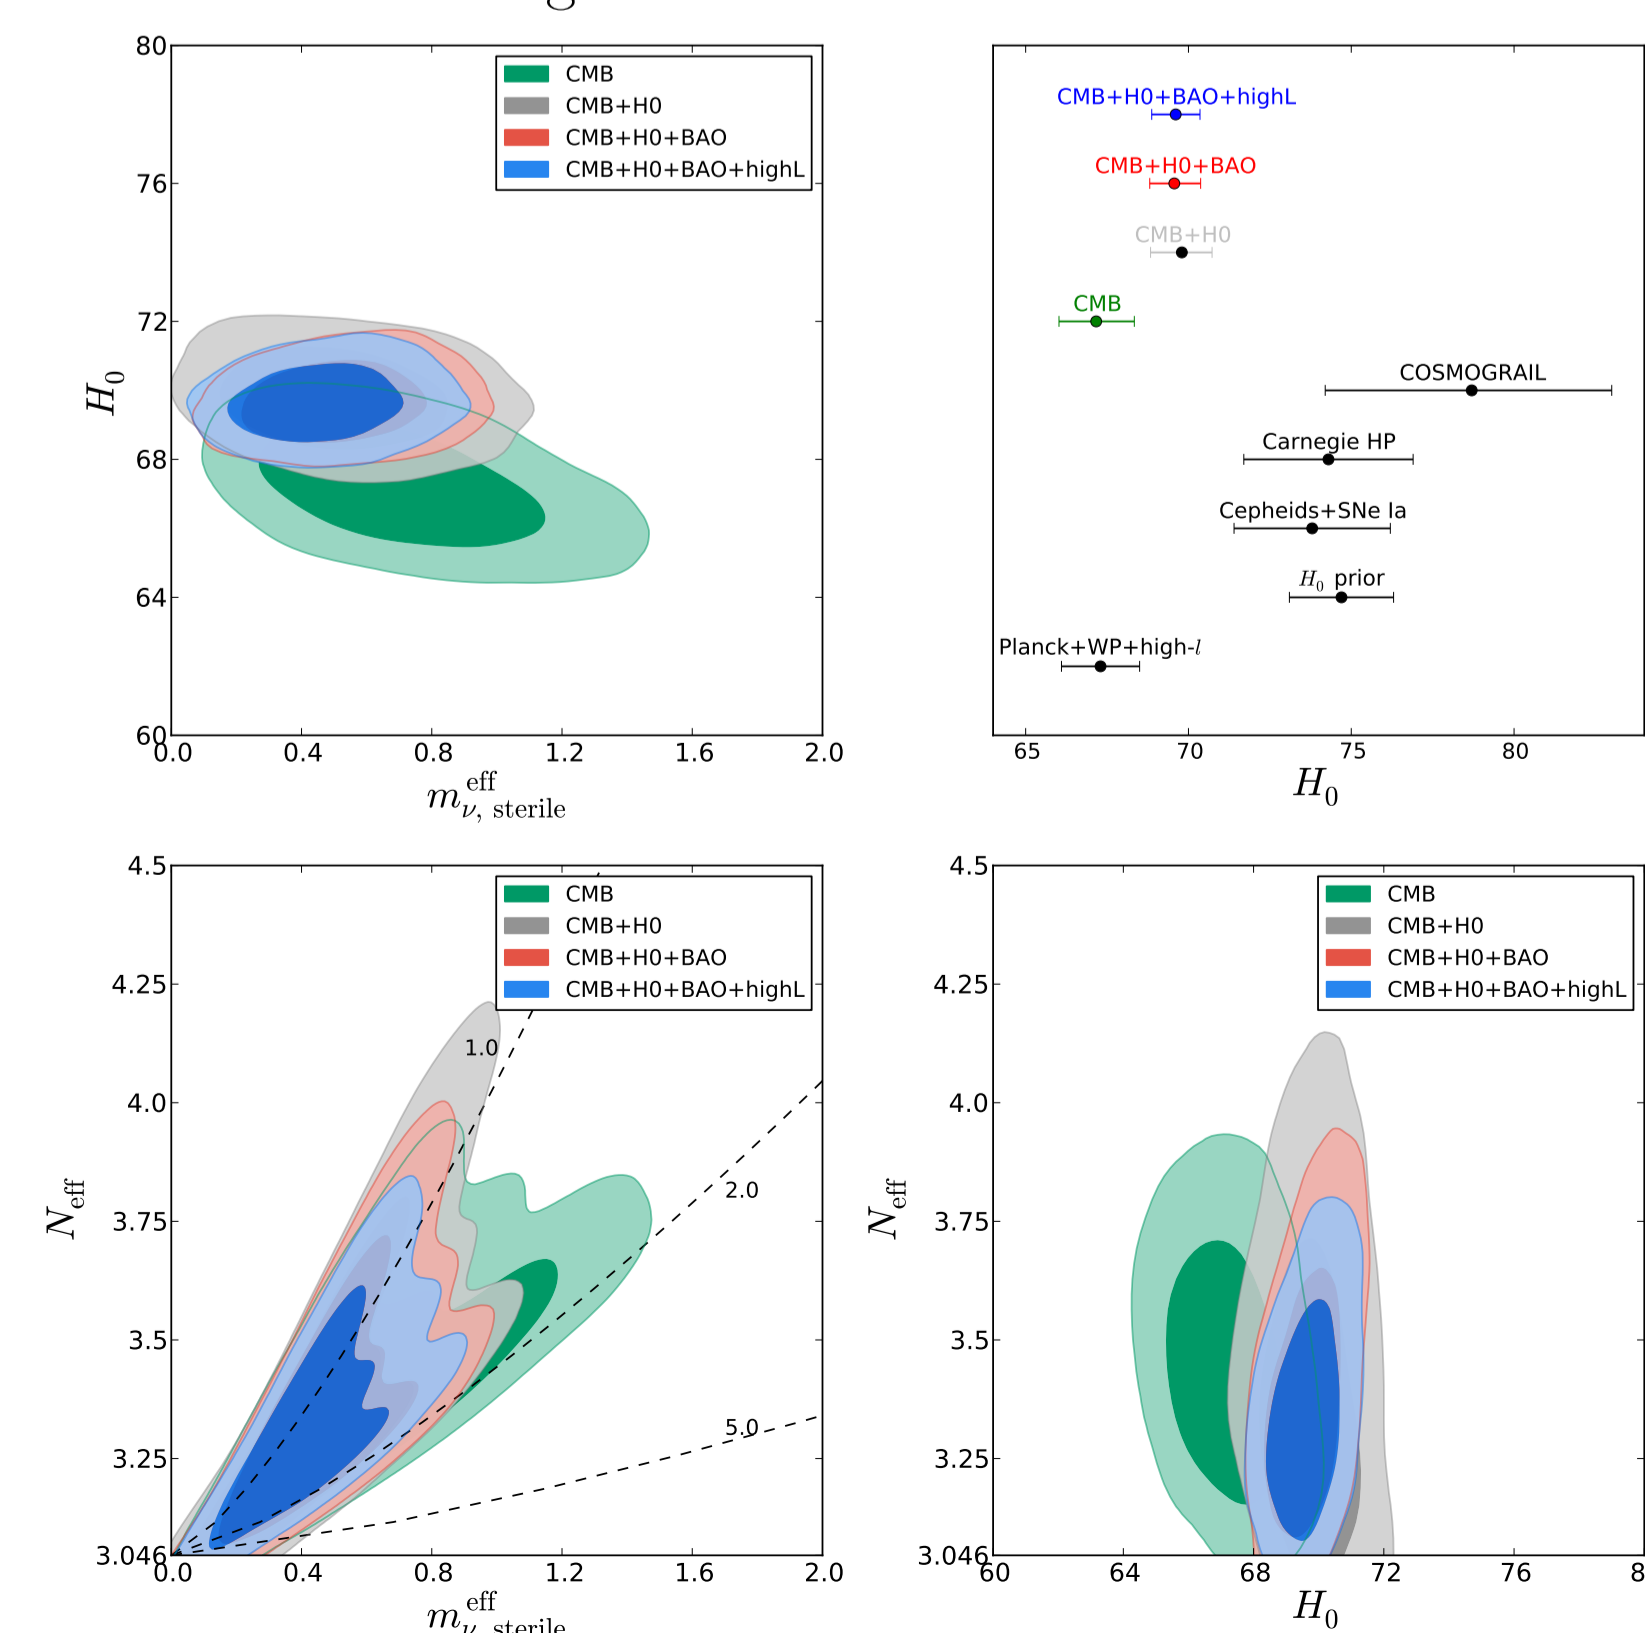 80
76
72
68
64
60
H0
CMB
CMB+H0
CMB+H0+BAO
CMB+H0+BAO+highL
0.0 0.4 0.8 1.2 1.6 2.0
m eff ν, sterile
CMB+H0+BAO+highL
CMB+H0+BAO
CMB+H0
CMB
COSMOGRAIL
Carnegie HP
Cepheids+SNe Ia
H0 prior
Planck+WP+high-l
65 70 75 80
H0
4.5
4.25
4.0
3.75
3.5
3.25
3.046
Neff
CMB
CMB+H0
CMB+H0+BAO
CMB+H0+BAO+highL
1.0
2.0
5.0
0.0 0.4 0.8 1.2 1.6 2.0
m eff ν, sterile
4.5
4.25
4.0
3.75
3.5
3.25
3.046
Neff
CMB
CMB+H0
CMB+H0+BAO
CMB+H0+BAO+highL
60 64 68 72 76
H0